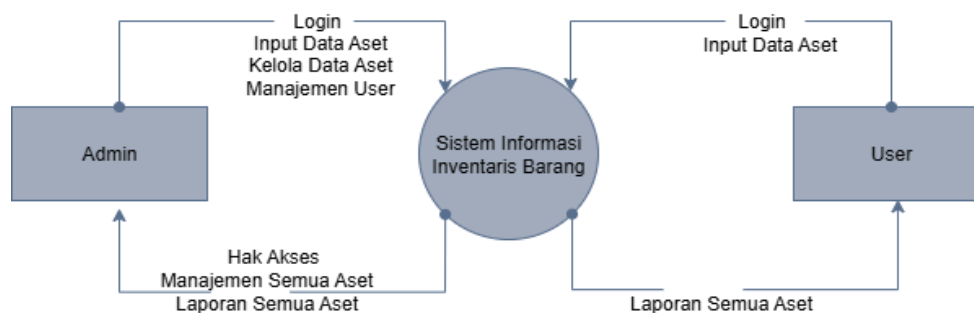 Login
Input Data Aset
Kelola Data Aset
Manajemen User
Login
Input Data Aset
Admin
Sistem Informasi
Inventaris Barang
User
Hak Akses
Manajemen Semua Aset
Laporan Semua Aset
Laporan Semua Aset